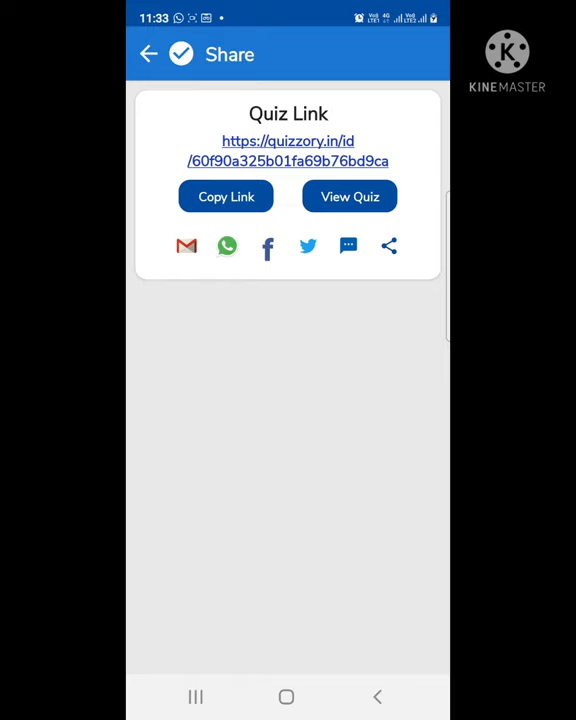 11:33
Share
K
KINEMASTER
Quiz Link
https://quizzory.in/id
/60f90a325b01fa69b76bd9ca
Copy Link
View Quiz